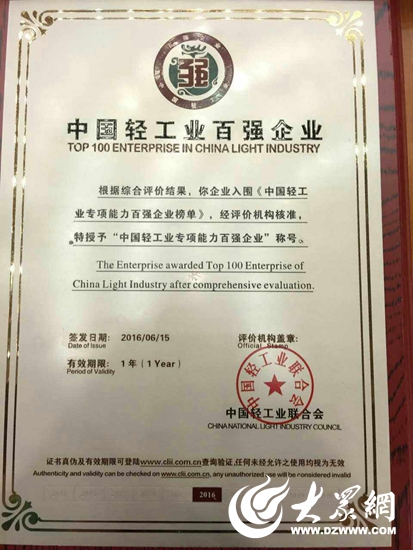 强
中国轻工业百强企业
TOP 100 ENTERPRISE IN CHINA LIGHT INDUSTRY
根据综合评价结果，你企业入围《中国轻工
业专项能力百强企业榜单》，经评价机构核准，
特授予“中国轻工业专项能力百强企业”称号。
The Enterprise awarded Top 100 Enterprise of
China Light Industry after comprehensive evaluation.
签发日期： 2016/06/15
Date of Issue
评价机构盖章：
Official Stamp
有效期限： 1 年（1 Year）
Period of Validity
中国轻工业联合会
中国轻工业联合会
CHINA NATIONAL LIGHT INDUSTRY COUNCIL
证书真伪及有效期限可登陆www.clii.com.cn查询验证,任何未经允许之使用均视为无效
Authenticity and validity can be checked on www.clii.com.cn, any unauthorized use will be considered invalid
2016
大众网
WWW.DZWWW.COM